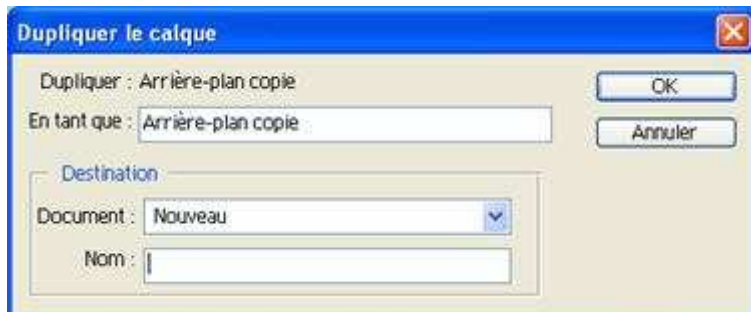 Dupliquer le calque
Dupliquer : Arrière-plan copie
OK
En tant que : Arrière-plan copie
Annuler
Destination
Document : Nouveau
Nom :